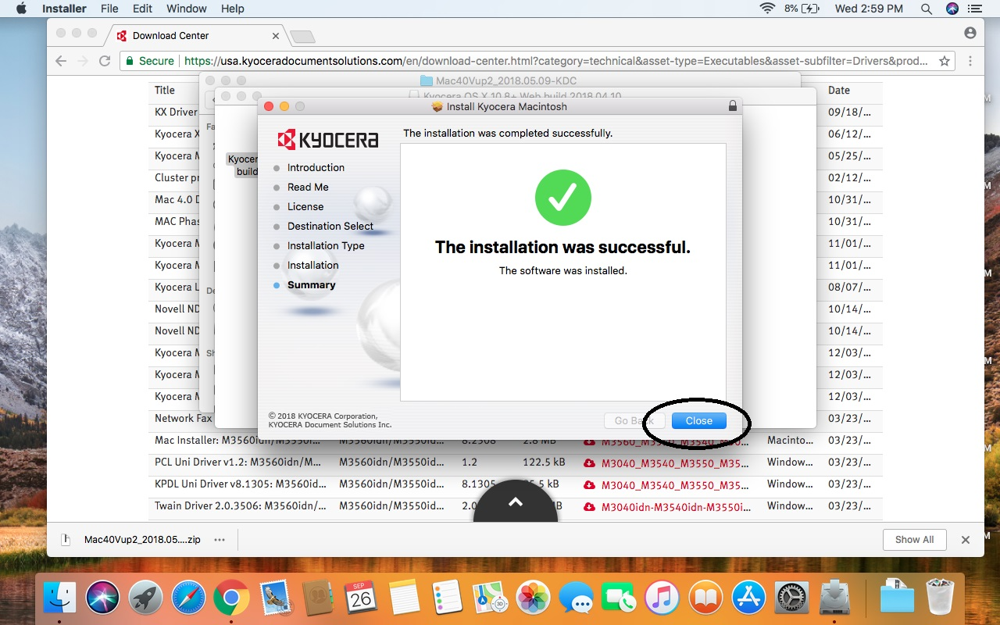 Installer File Edit Window Help 8% Wed 2:59 PM
Download Center
Secure https://usa.kyoceradocumentsolutions.com/en/download-center.html?category=technical&asset-type=Executables&asset-subfilter=Drivers&prod...
Mac40Vup2_2018.05.09-KDC
Kyocera OS X 10.8+ Web build 2018.04.10
Install Kyocera Macintosh
Title Date
KX Driver 09/18/...
Kyocera X 06/12/...
Kyocera M 05/25/...
Cluster pr 02/12/...
Mac 4.0 D 10/31/...
MAC Phas 10/31/...
Kyocera M 11/01/...
Kyocera M 11/01/...
Kyocera L 08/07/...
Novell ND 10/14/...
Novell ND 10/14/...
Kyocera M 12/03/...
Kyocera M 12/03/...
Kyocera M 12/03/...
Network Fax 03/23/...
Fa
De
Sh
Kyocer
build
KYOCERA
Introduction
Read Me
License
Destination Select
Installation Type
Installation
Summary
The installation was completed successfully.
The installation was successful.
The software was installed.
© 2018 KYOCERA Corporation,
KYOCERA Document Solutions Inc.
Go Back Close
Mac Installer: M3560idn/M... M3560idn/M3550id... 8.2308 2.8 MB Macinto... 03/23/...
PCL Uni Driver v1.2: M3560idn/M... M3560idn/M3550id... 1.2 122.5 kB M3040_M3540_M3550_M35... Window... 03/23/...
KPDL Uni Driver v8.1305: M3560id... M3560idn/M3550id... 8.1305 5 kB M3040_M3540_M3550_M35... Window... 03/23/...
Twain Driver 2.0.3506: M3560idn/... M3560idn/M3550id... 2.0 MB M3040idn-M3540idn-M3550i... Window... 03/23/...
Mac40Vup2_2018.05....zip Show All
SEP
26
3D